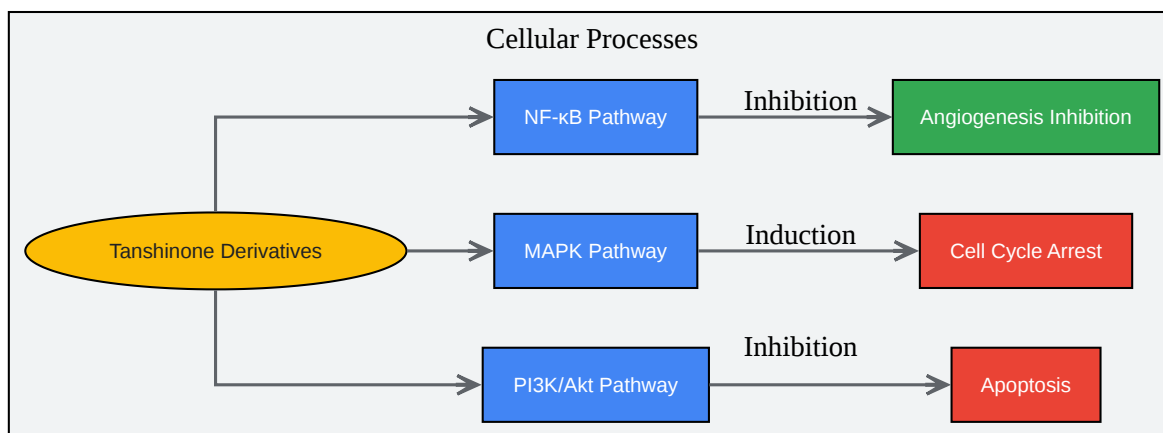 Cellular Processes
NF-κB Pathway
Inhibition
Angiogenesis Inhibition
Tanshinone Derivatives
MAPK Pathway
Induction
Cell Cycle Arrest
PI3K/Akt Pathway
Inhibition
Apoptosis